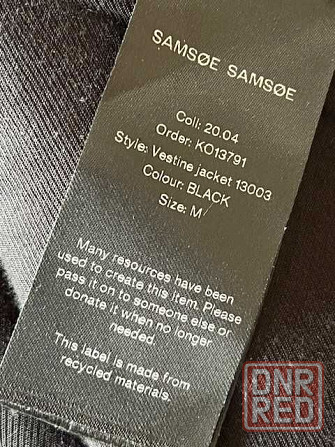 SAMSØE SAMSØE
Coll: 20.04
Order: KO13791
Style: Vestine jacket 13003
Colour: BLACK
Size: M
Many resources have been
used to create this item. Please
pass it on to someone else or
donate it when no longer
needed.
This label is made from
recycled materials.
DNR
RED